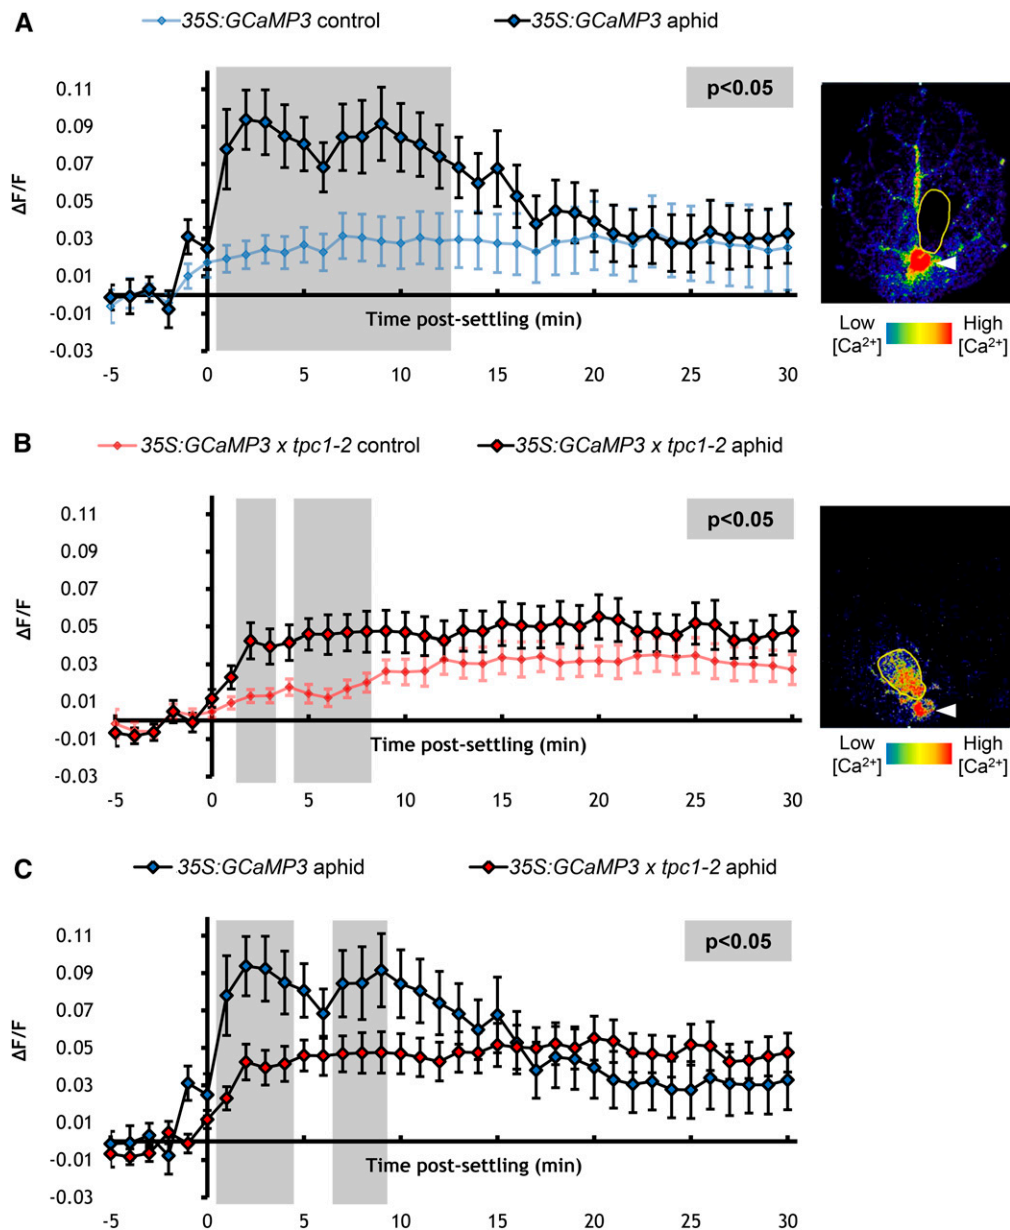 A
35S:GCaMP3 control
35S:GCaMP3 aphid
p<0.05
0.11
0.09
0.07
0.05
0.03
0.01
-0.01
-0.03
ΔF/F
Time post-settling (min)
-5 0 5 10 15 20 25 30
Low [Ca²⁺]
High [Ca²⁺]
B
35S:GCaMP3 x tpc1-2 control
35S:GCaMP3 x tpc1-2 aphid
p<0.05
0.11
0.09
0.07
0.05
0.03
0.01
-0.01
-0.03
ΔF/F
Time post-settling (min)
-5 0 5 10 15 20 25 30
Low [Ca²⁺]
High [Ca²⁺]
C
35S:GCaMP3 aphid
35S:GCaMP3 x tpc1-2 aphid
p<0.05
0.11
0.09
0.07
0.05
0.03
0.01
-0.01
-0.03
ΔF/F
Time post-settling (min)
-5 0 5 10 15 20 25 30